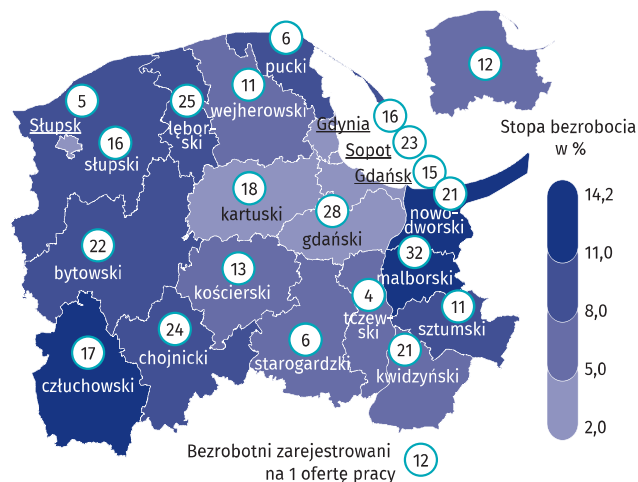 6
pucki
12
5
25
11
wejherowski
Słupsk
lębor-
ski
16
słupski
Gdynia
16
Sopot
23
Gdańsk
15
Stopa bezrobocia
w %
14,2
11,0
8,0
5,0
2,0
18
kartuski
21
nowo-
dworski
28
gdański
22
bytowski
13
kościerski
32
malborski
4
tczew-
ski
11
sztumski
17
człuchowski
24
chojnicki
6
starogardzki
21
kwidzyński
Bezrobotni zarejestrowani
na 1 ofertę pracy
12